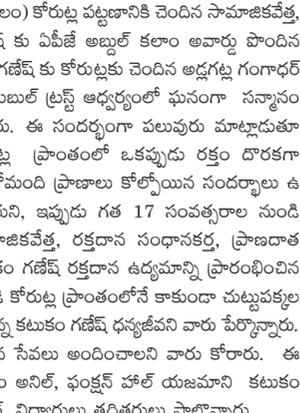 లం) కోరుట్ల పట్టణానికి చెందిన సామాజికవేత్త,
కు ఏపీజే అబ్దుల్ కలాం అవార్డు పొందిన
గణేష్ కు కోరుట్లకు చెందిన అడ్లగట్ల గంగాధర్
బుల్ ట్రస్ట్ ఆధ్వర్యంలో ఘనంగా సన్మానం
రు. ఈ సందర్భంగా పలువురు మాట్లాడుతూ
ట్ల ప్రాంతంలో ఒకప్పుడు రక్తం దొరకగా
ోమంది ప్రాణాలు కోల్పోయిన సందర్భాలు ఉ
ని, ఇప్పుడు గత 17 సంవత్సరాల నుండి
జికవేత్త, రక్తదాన సంధానకర్త, ప్రాణదాత
కం గణేష్ రక్తదాన ఉద్యమాన్ని ప్రారంభించిన
కోరుట్ల ప్రాంతంలోనే కాకుండా చుట్టుపక్కల
న్న కటుకం గణేష్ ధన్యజీవని వారు పేర్కొన్నారు.
సేవలు అందించాలని వారు కోరారు. ఈ
అనిల్, ఫంక్షన్ హాల్ యజమాని కటుకం
విద్యార్థులు తదితరులు పాల్గొన్నారు.